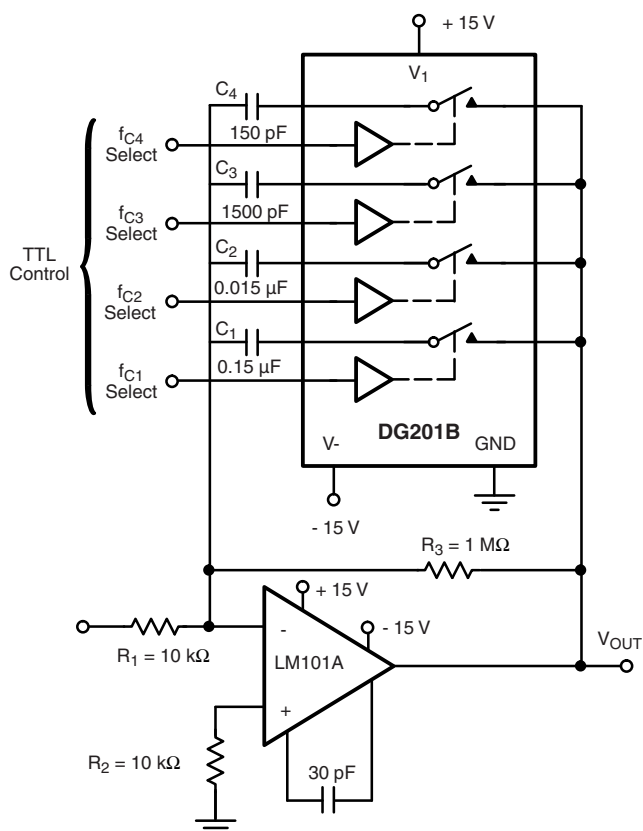 + 15 V
V1
C4
150 pF
fC4
Select
C3
1500 pF
fC3
Select
TTL
Control
C2
0.015 µF
fC2
Select
C1
0.15 µF
fC1
Select
DG201B
V-
GND
- 15 V
R3 = 1 MΩ
+ 15 V
- 15 V
-
LM101A
+
R1 = 10 kΩ
VOUT
R2 = 10 kΩ
30 pF